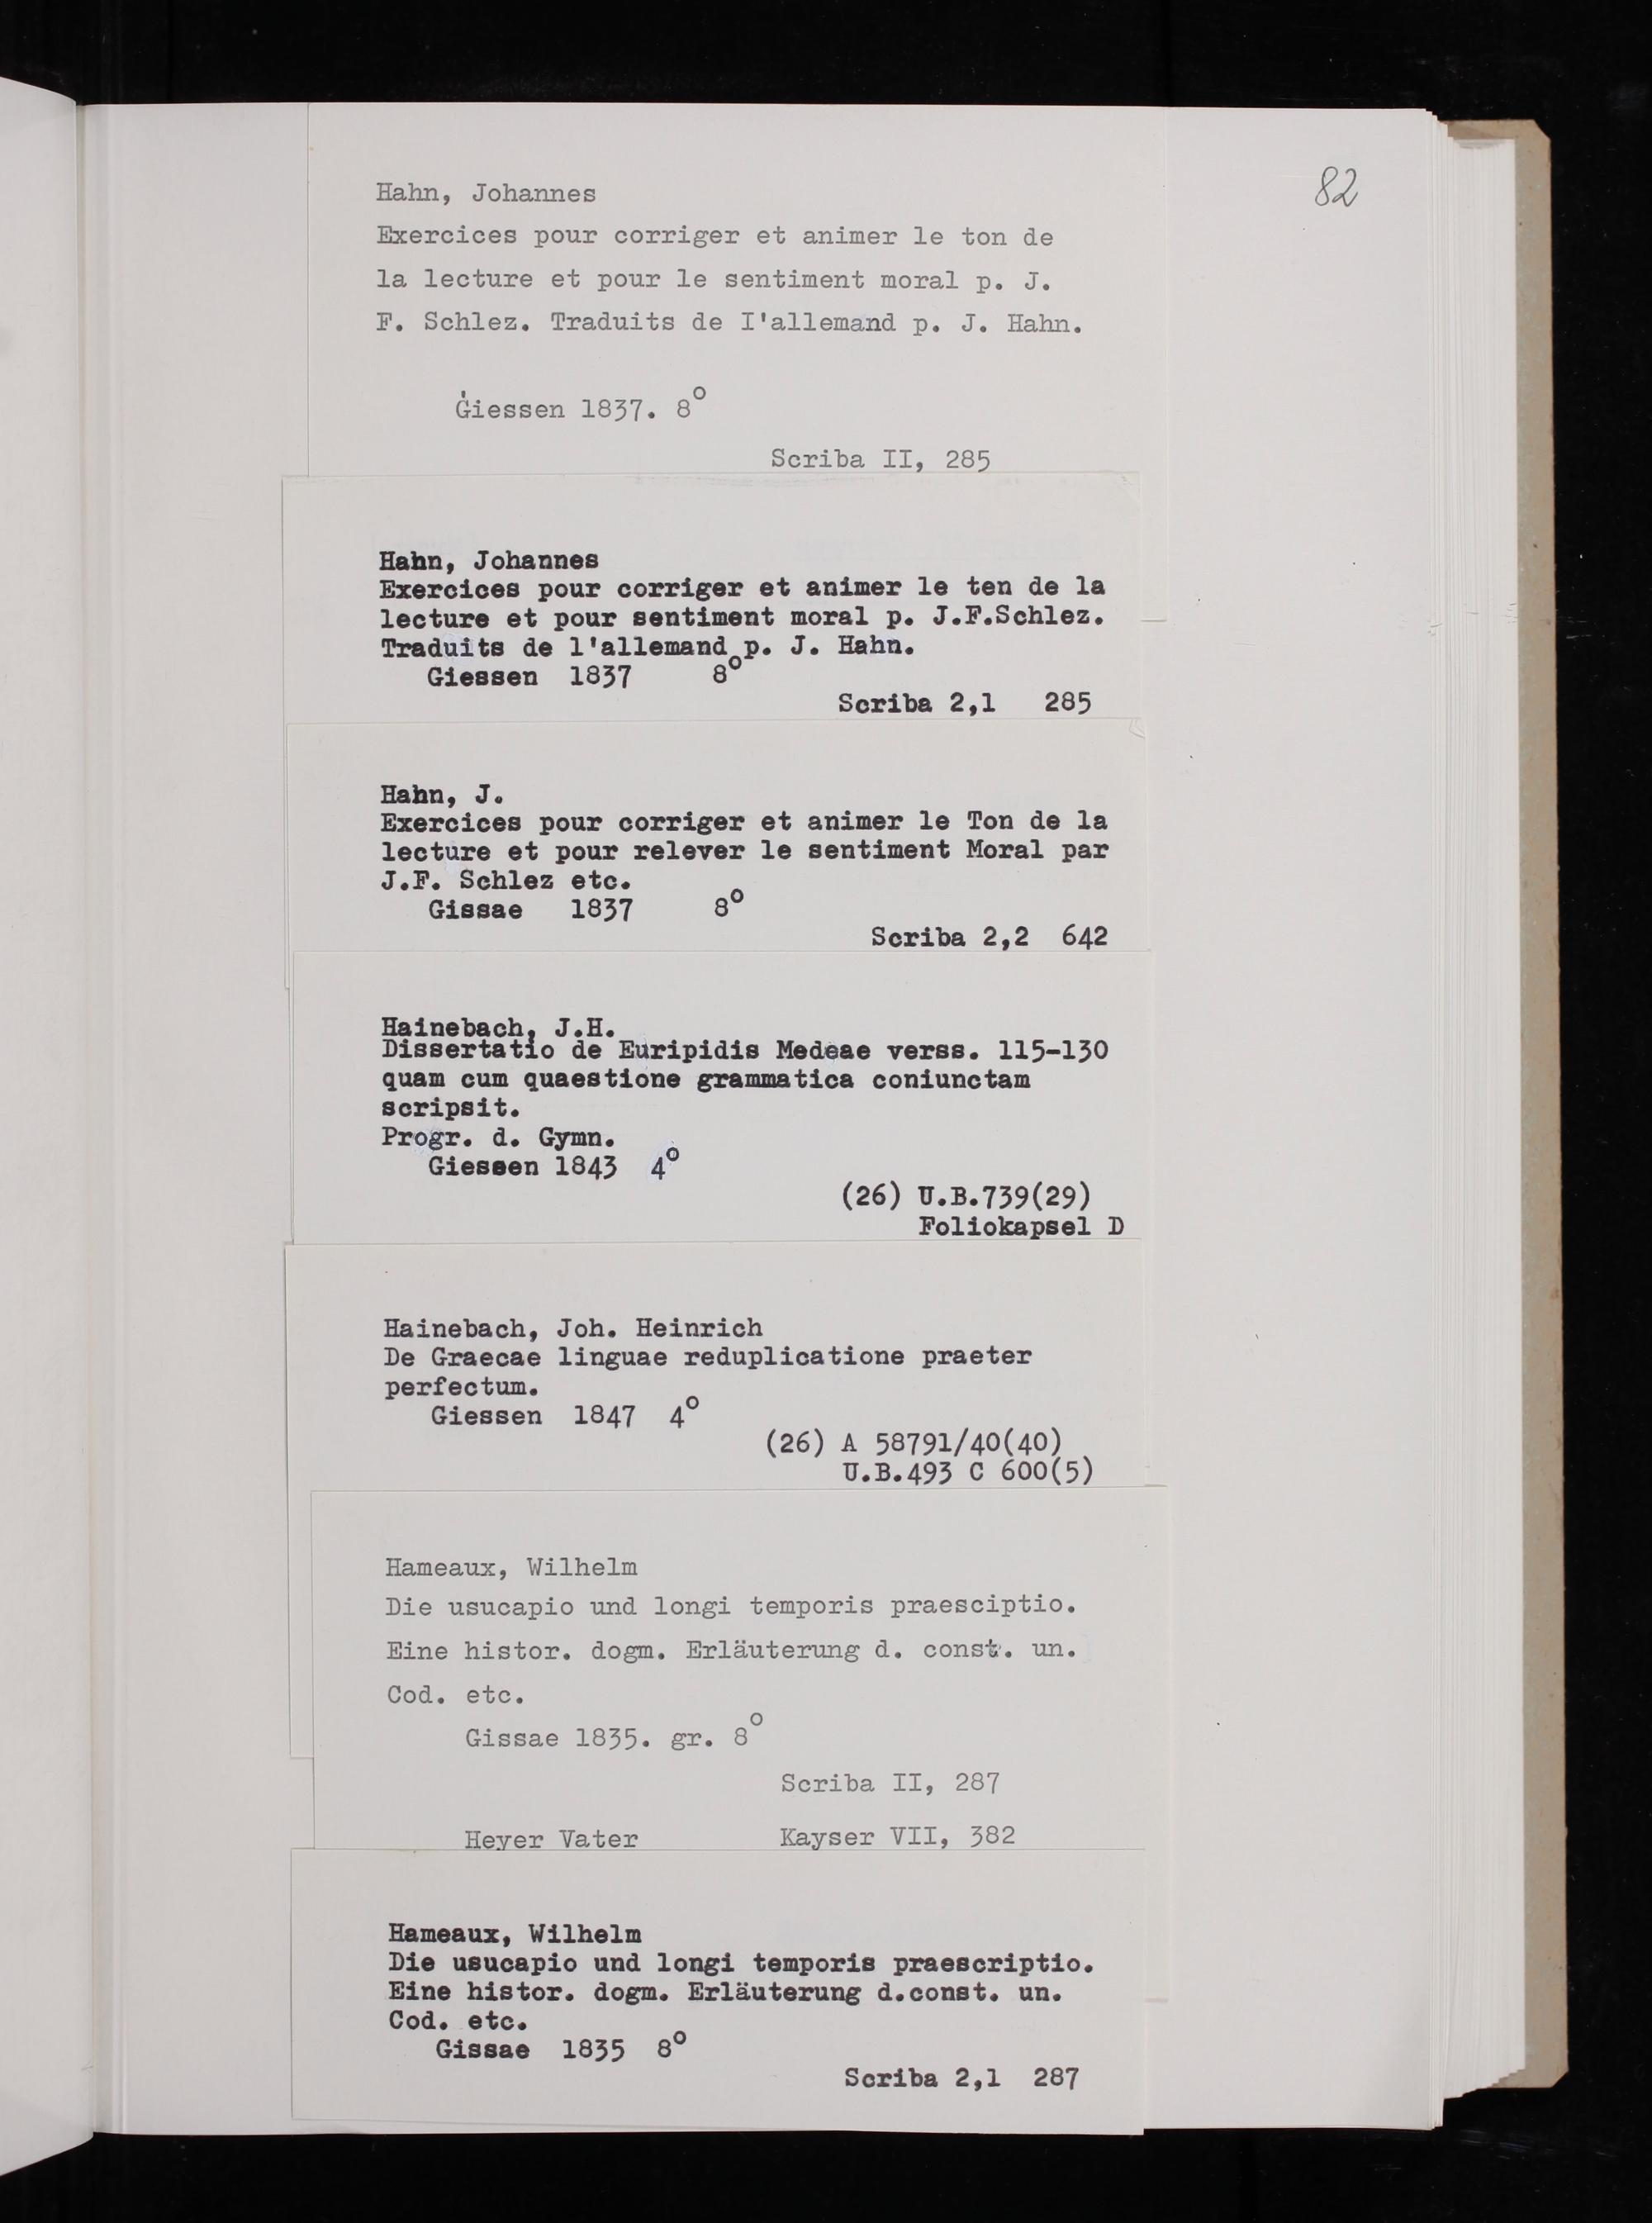 82
Hahn, Johannes
Exercices pour corriger et animer le ton de
la lecture et pour le sentiment moral p. J.
F. Schlez. Traduits de I'allemand p. J. Hahn.
Giessen 1837. 8°
Scriba II, 285
Hahn, Johannes
Exercices pour corriger et animer le ten de la
lecture et pour sentiment moral p. J.F.Schlez.
Traduits de l'allemand p. J. Hahn.
Giessen 1837 8°
Scriba 2,1 285
Hahn, J.
Exercices pour corriger et animer le Ton de la
lecture et pour relever le sentiment Moral par
J.F. Schlez etc.
Gissae 1837 8°
Scriba 2,2 642
Hainebach, J.H.
Dissertatio de Euripidis Medeae verss. 115-130
quam cum quaestione grammatica coniunctam
scripsit.
Progr. d. Gymn.
Giessen 1843 4°
(26) U.B.739(29)
Foliokapsel D
Hainebach, Joh. Heinrich
De Graecae linguae reduplicatione praeter
perfectum.
Giessen 1847 4°
(26) A 58791/40(40)
U.B.493 C 600(5)
Hameaux, Wilhelm
Die usucapio und longi temporis praesciptio.
Eine histor. dogm. Erläuterung d. const. un.
Cod. etc.
Gissae 1835. gr. 8°
Scriba II, 287
Heyer Vater Kayser VII, 382
Hameaux, Wilhelm
Die usucapio und longi temporis praescriptio.
Eine histor. dogm. Erläuterung d.const. un.
Cod. etc.
Gissae 1835 8°
Scriba 2,1 287